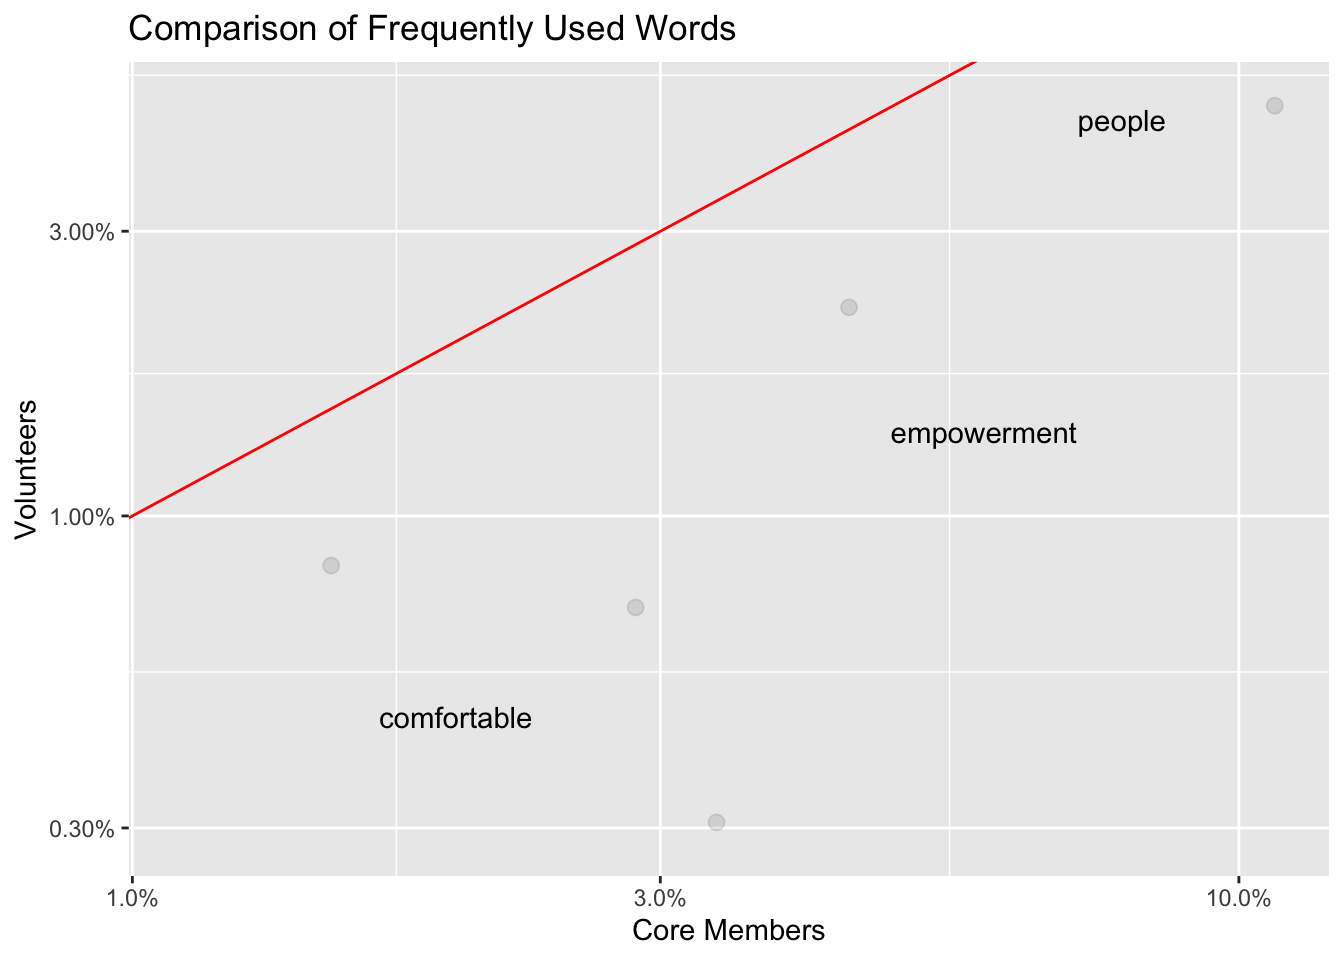 Comparison of Frequently Used Words
people
3.00%
empowerment
Volunteers
1.00%
comfortable
0.30%
1.0% 3.0% 10.0%
Core Members